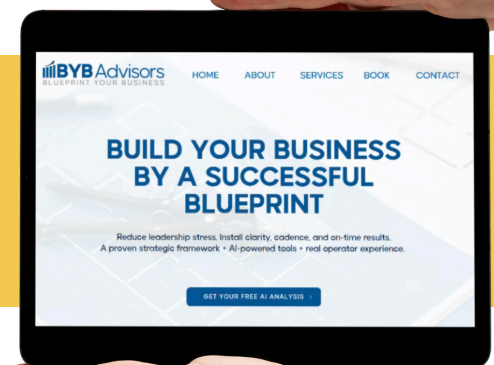 BYB Advisors
BLUEPRINT YOUR BUSINESS
HOME ABOUT SERVICES BOOK CONTACT
BUILD YOUR BUSINESS
BY A SUCCESSFUL
BLUEPRINT
Reduce leadership stress. Install clarity, cadence, and on-time results.
A proven strategic framework + AI-powered tools + real operator experience.
GET YOUR FREE AI ANALYSIS